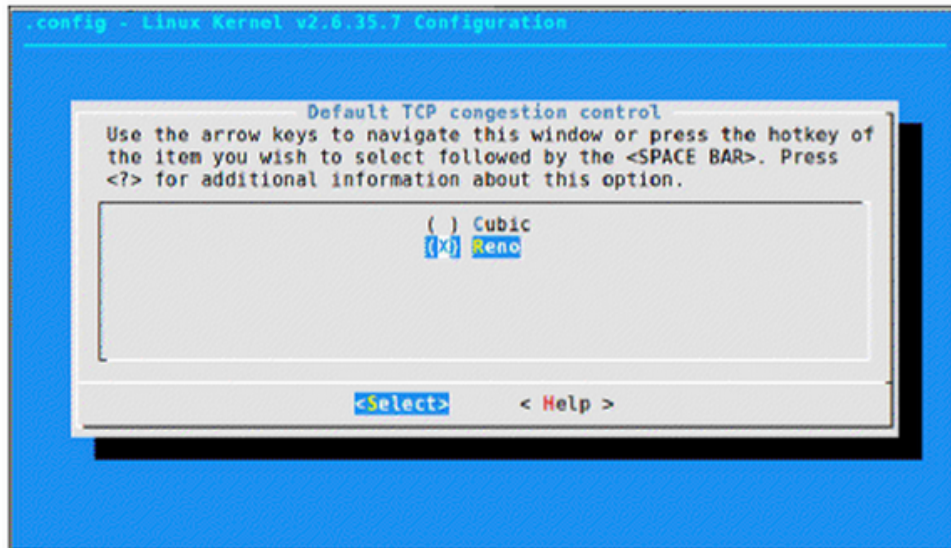 .config - Linux Kernel v2.6.35.7 Configuration
Default TCP congestion control
Use the arrow keys to navigate this window or press the hotkey of
the item you wish to select followed by the <SPACE BAR>. Press
<?> for additional information about this option.
( ) Cubic
(X) Reno
<Select> < Help >